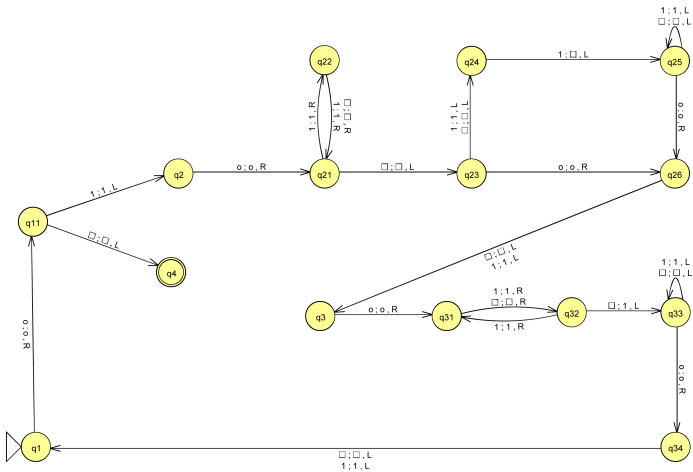 1 ; 1 , L
□ ; □ , L
q22
q24
1 ; □ , L
q25
1 ; 1 , R
□ ; □ , R
1 ; 1 , R
1 ; 1 , L
□ ; □ , L
o ; o , R
q2
o ; o , R
q21
□ ; □ , L
q23
o ; o , R
q26
1 ; 1 , L
q11
□ ; □ , L
q4
□ ; □ , L
1 ; 1 , L
1 ; 1 , L
□ ; □ , L
q3
o ; o , R
q31
1 ; 1 , R
□ ; □ , R
1 ; 1 , R
q32
□ ; 1 , L
q33
o ; o , R
o ; o , R
q1
□ ; □ , L
1 ; 1 , L
q34